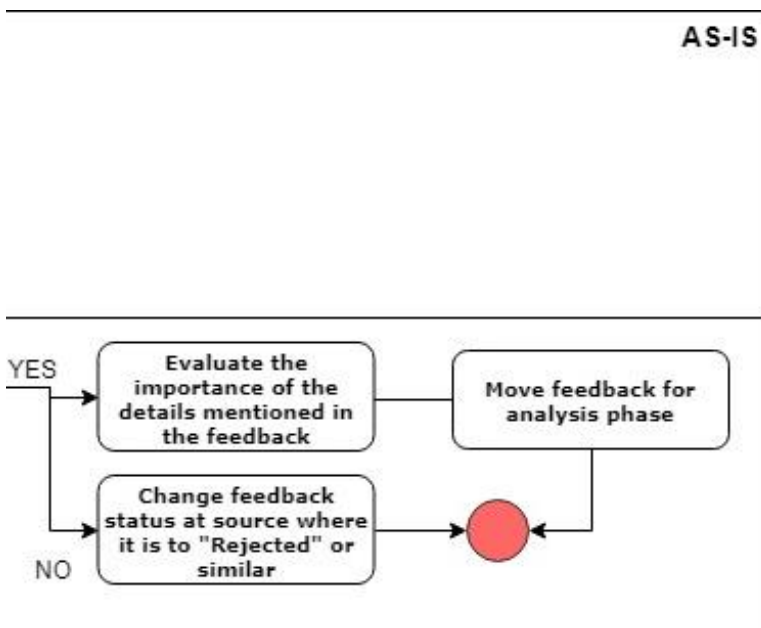 AS-IS
YES
Evaluate the
importance of the
details mentioned in
the feedback
Move feedback for
analysis phase
Change feedback
status at source where
it is to "Rejected" or
similar
NO